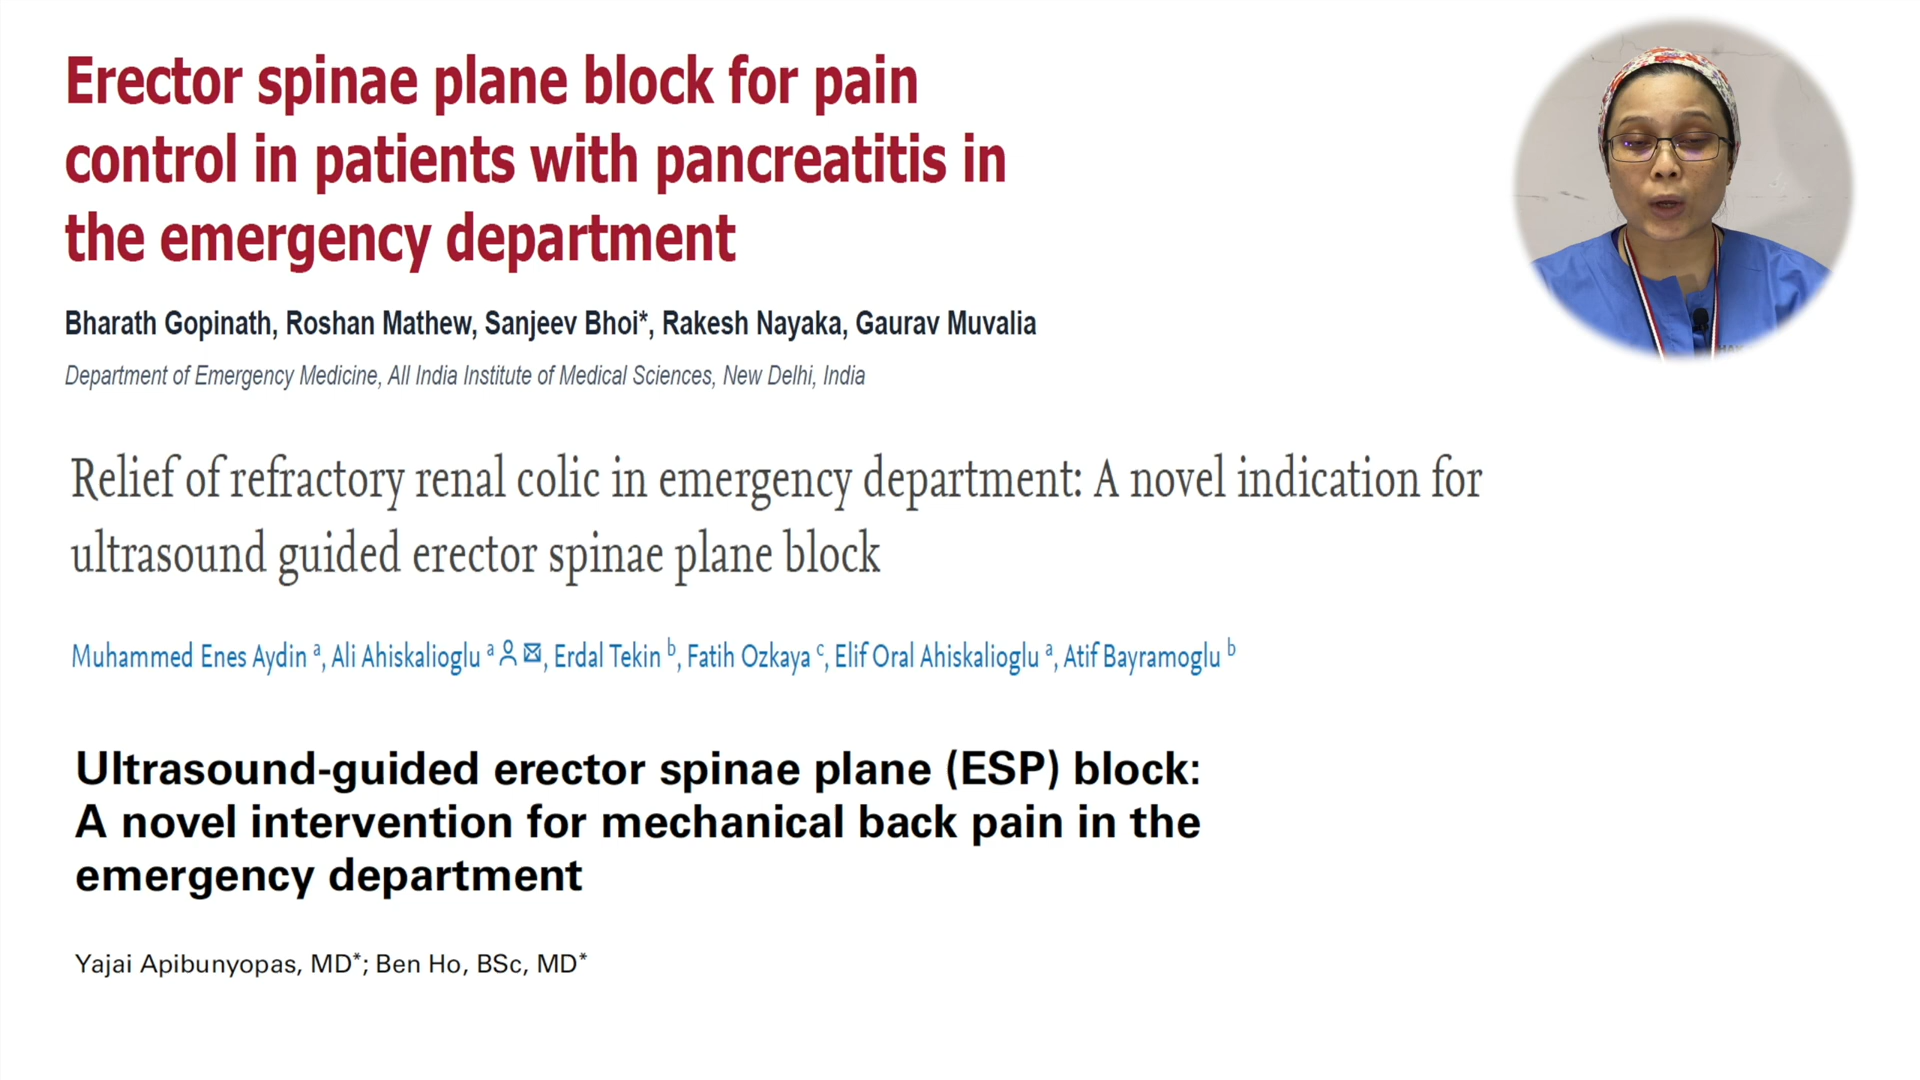 Erector spinae plane block for pain
control in patients with pancreatitis in
the emergency department
Bharath Gopinath, Roshan Mathew, Sanjeev Bhoi*, Rakesh Nayaka, Gaurav Muvalia
Department of Emergency Medicine, All India Institute of Medical Sciences, New Delhi, India
Relief of refractory renal colic in emergency department: A novel indication for
ultrasound guided erector spinae plane block
Muhammed Enes Aydin a, Ali Ahiskalioglu a, Erdal Tekin b, Fatih Ozkaya c, Elif Oral Ahiskalioglu a, Atif Bayramoglu b
Ultrasound-guided erector spinae plane (ESP) block:
A novel intervention for mechanical back pain in the
emergency department
Yajai Apibunyopas, MD*; Ben Ho, BSc, MD*